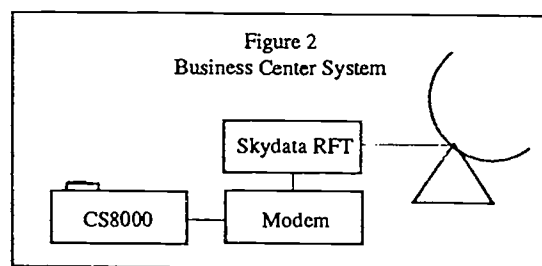 Figure 2
Business Center System
Skydata RFT
CS8000
Modem